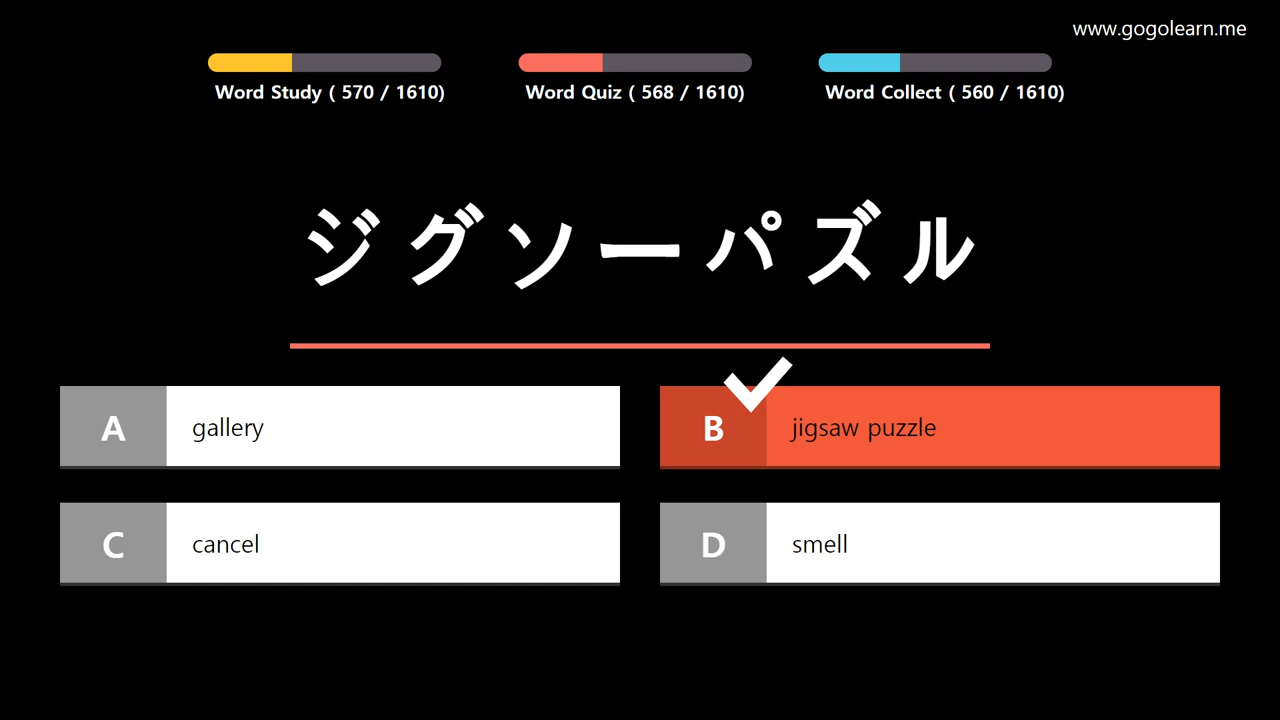 www.gogolearn.me
Word Study ( 570 / 1610)
Word Quiz ( 568 / 1610)
Word Collect ( 560 / 1610)
ジグソーパズル
A gallery
B jigsaw puzzle
C cancel
D smell